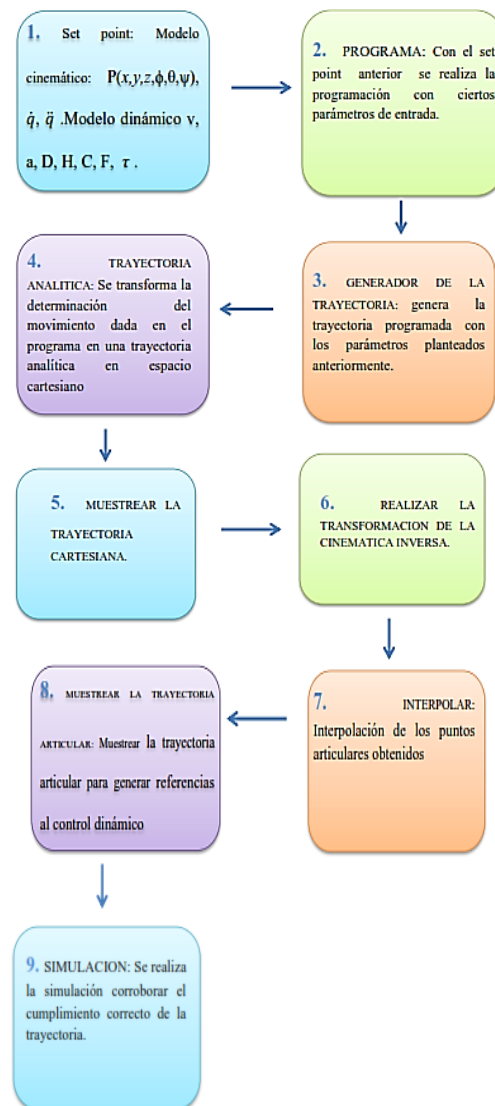 1. Set point: Modelo
cinemático: P(x,y,z,ϕ,θ,ψ),
q̇, q̈ .Modelo dinámico v,
a, D, H, C, F, τ .
2. PROGRAMA: Con el set
point anterior se realiza la
programación con ciertos
parámetros de entrada.
3. GENERADOR DE LA
TRAYECTORIA: genera la
trayectoria programada con
los parámetros planteados
anteriormente.
4. TRAYECTORIA
ANALITICA: Se transforma la
determinación del
movimiento dada en el
programa en una trayectoria
analítica en espacio
cartesiano
5. MUESTREAR LA
TRAYECTORIA
CARTESIANA.
6. REALIZAR LA
TRANSFORMACION DE LA
CINEMATICA INVERSA.
7. INTERPOLAR:
Interpolación de los puntos
articulares obtenidos
8. MUESTREAR LA TRAYECTORIA
ARTICULAR: Muestrear la trayectoria
articular para generar referencias
al control dinámico
9. SIMULACION: Se realiza
la simulación corroborar el
cumplimiento correcto de la
trayectoria.